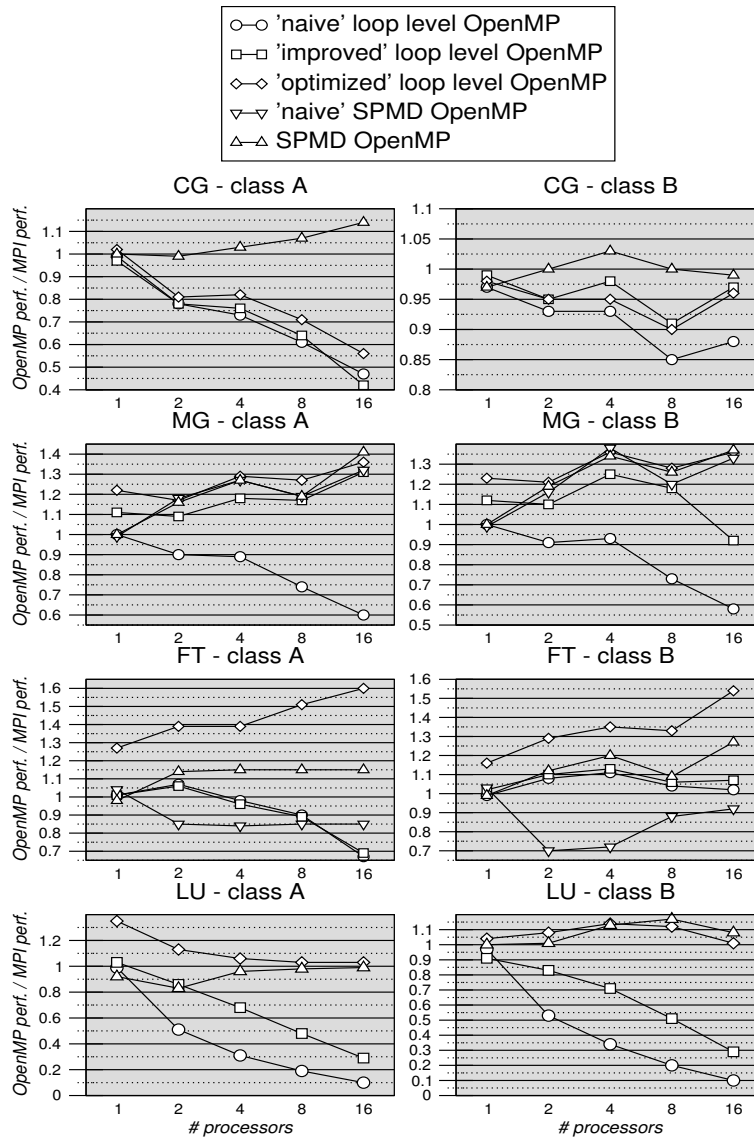 'naive' loop level OpenMP
'improved' loop level OpenMP
'optimized' loop level OpenMP
'naive' SPMD OpenMP
SPMD OpenMP
CG - class A
CG - class B
OpenMP perf. / MPI perf.
1.1
1
0.9
0.8
0.7
0.6
0.5
0.4
1 2 4 8 16
1.1
1.05
1
0.95
0.9
0.85
0.8
1 2 4 8 16
MG - class A
MG - class B
OpenMP perf. / MPI perf.
1.4
1.3
1.2
1.1
1
0.9
0.8
0.7
0.6
1 2 4 8 16
1.3
1.2
1.1
1
0.9
0.8
0.7
0.6
0.5
1 2 4 8 16
FT - class A
FT - class B
OpenMP perf. / MPI perf.
1.6
1.5
1.4
1.3
1.2
1.1
1
0.9
0.8
0.7
1 2 4 8 16
1.6
1.5
1.4
1.3
1.2
1.1
1
0.9
0.8
0.7
1 2 4 8 16
LU - class A
LU - class B
OpenMP perf. / MPI perf.
1.2
1
0.8
0.6
0.4
0.2
0
1 2 4 8 16
# processors
1.1
1
0.9
0.8
0.7
0.6
0.5
0.4
0.3
0.2
0.1
0
1 2 4 8 16
# processors